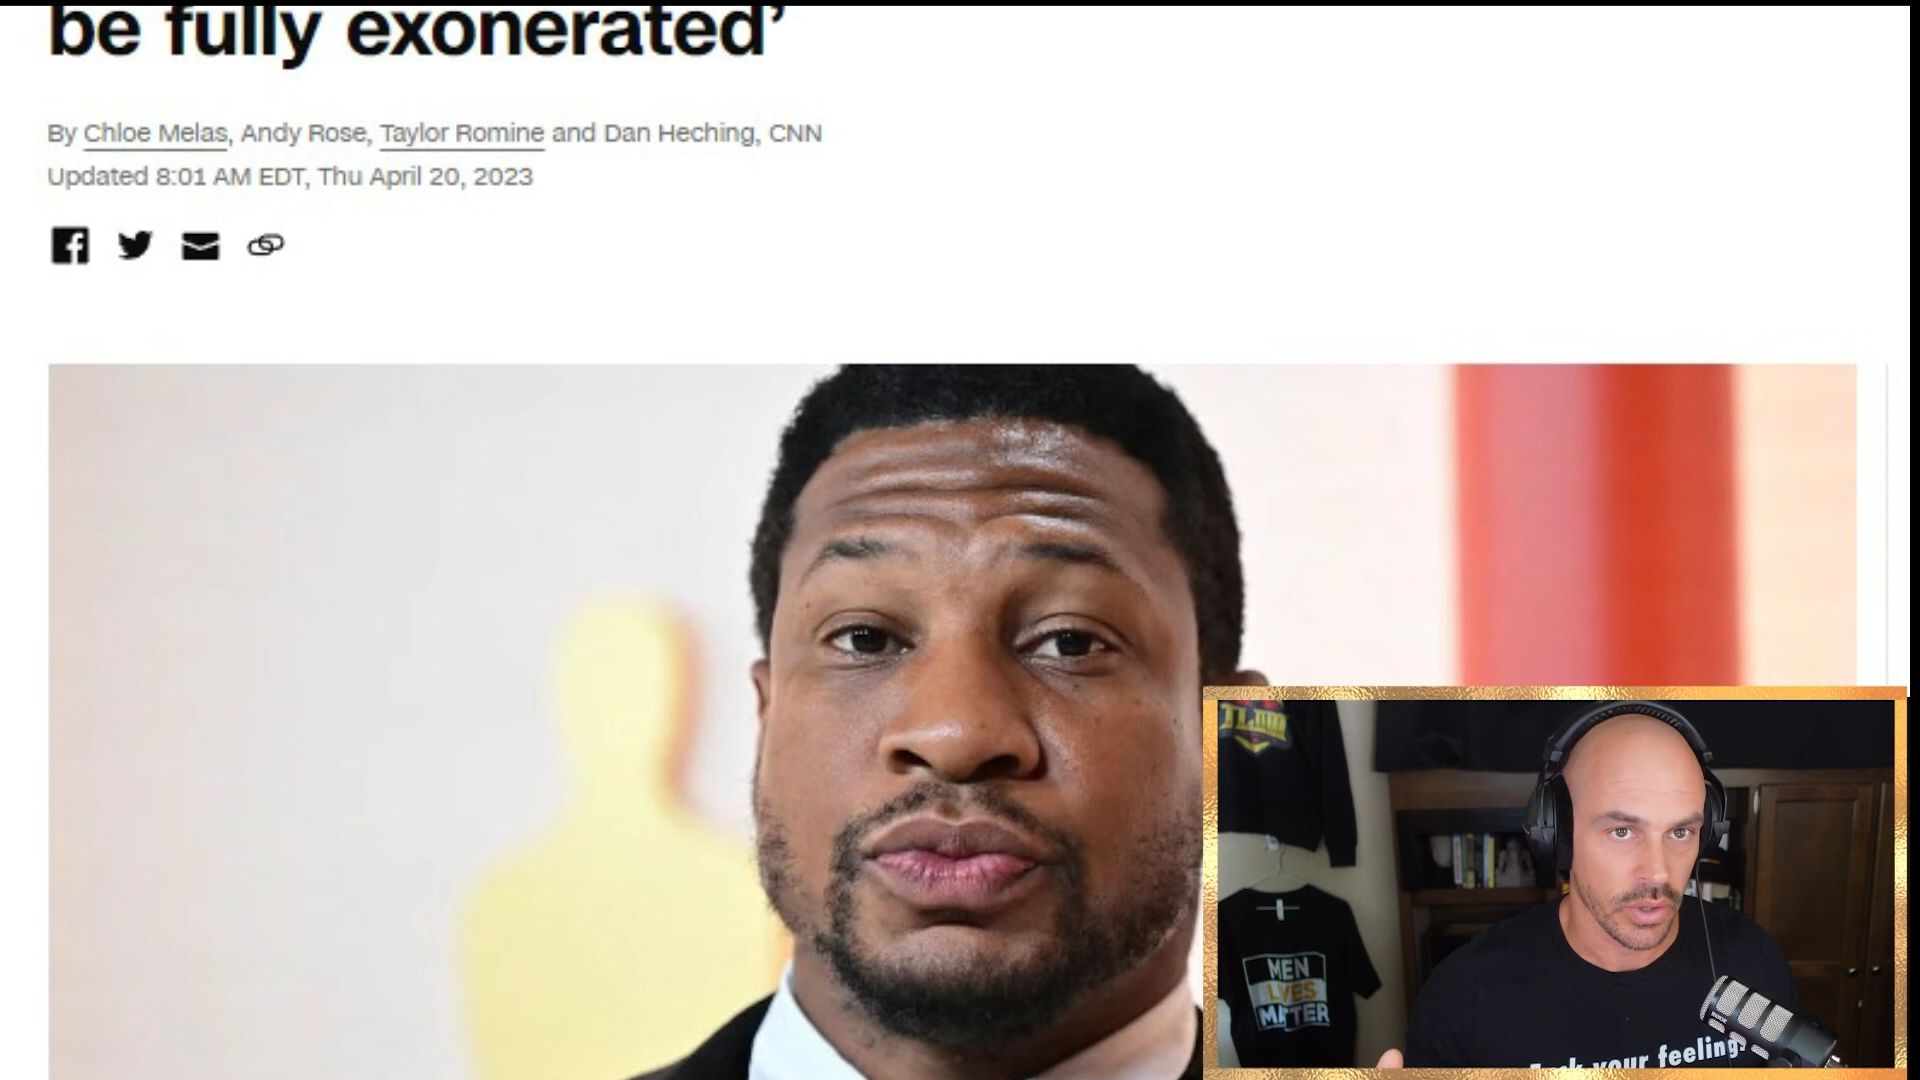 be fully exonerated’
By Chloe Melas, Andy Rose, Taylor Romine and Dan Heching, CNN
Updated 8:01 AM EDT, Thu April 20, 2023
MEN
LIVES
MATTER
your feeling